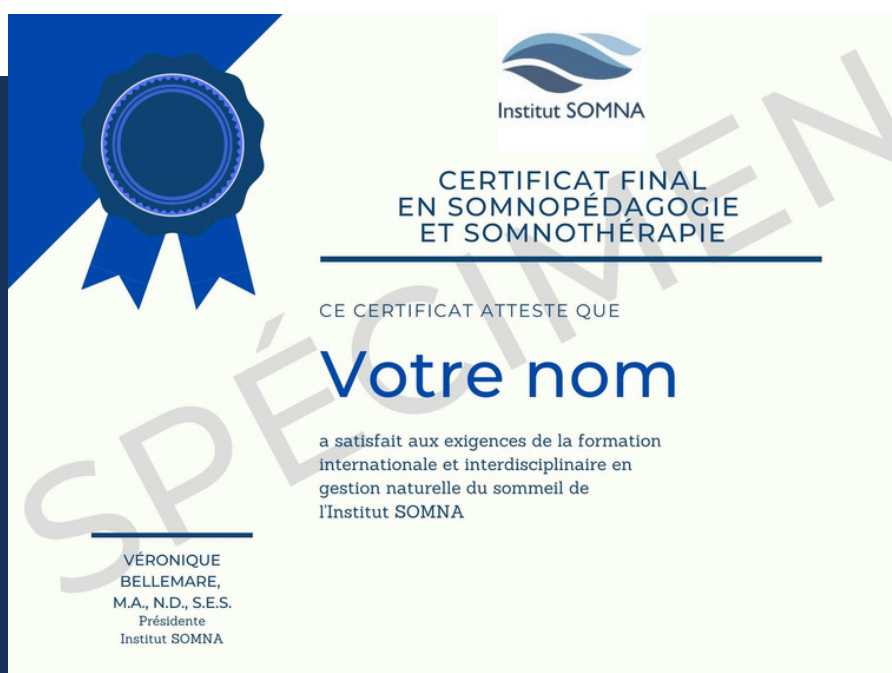 Institut SOMNA
CERTIFICAT FINAL
EN SOMNOPÉDAGOGIE
ET SOMNOTHÉRAPIE
CE CERTIFICAT ATTESTE QUE
Votre nom
a satisfait aux exigences de la formation
internationale et interdisciplinaire en
gestion naturelle du sommeil de
l'Institut SOMNA
VÉRONIQUE
BELLEMARE,
M.A., N.D., S.E.S.
Présidente
Institut SOMNA
SPÉCIMEN